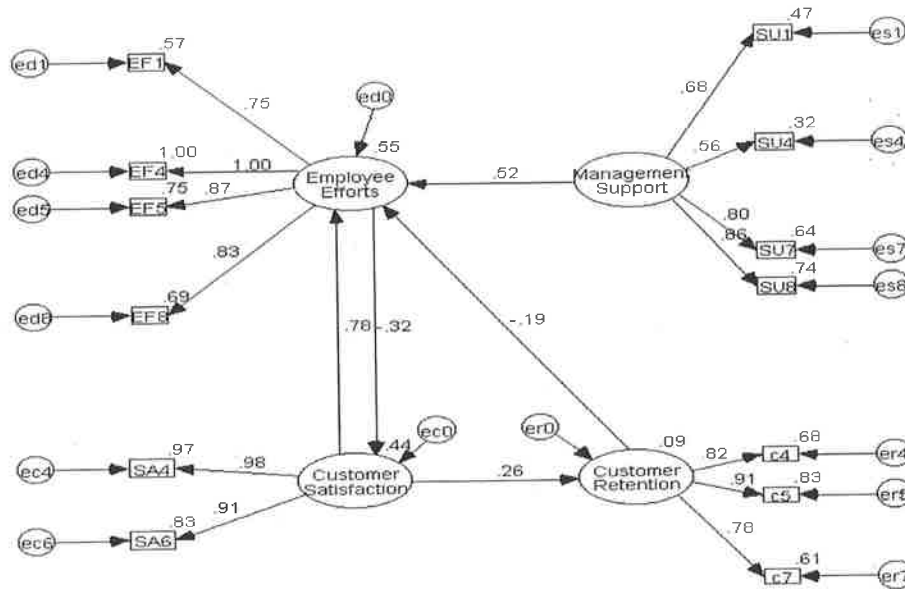 .47
SU1
es1
.57
ed1
EF1
.68
.75
ed0
.32
.56
SU4
es4
1.00
1.00
.55
ed4
EF4
Employee
Efforts
.52
Management
Support
.75
.87
ed5
EF5
.80
.64
SU7
es7
.86
.74
SU8
es8
.83
.69
ed8
EF8
.78
-.32
-.19
ec0
er0
.97
.98
.44
ec4
SA4
Customer
Satisfaction
.26
.09
Customer
Retention
.82
.68
c4
er4
.91
.83
c5
er5
.91
.83
ec6
SA6
.78
.61
c7
er7